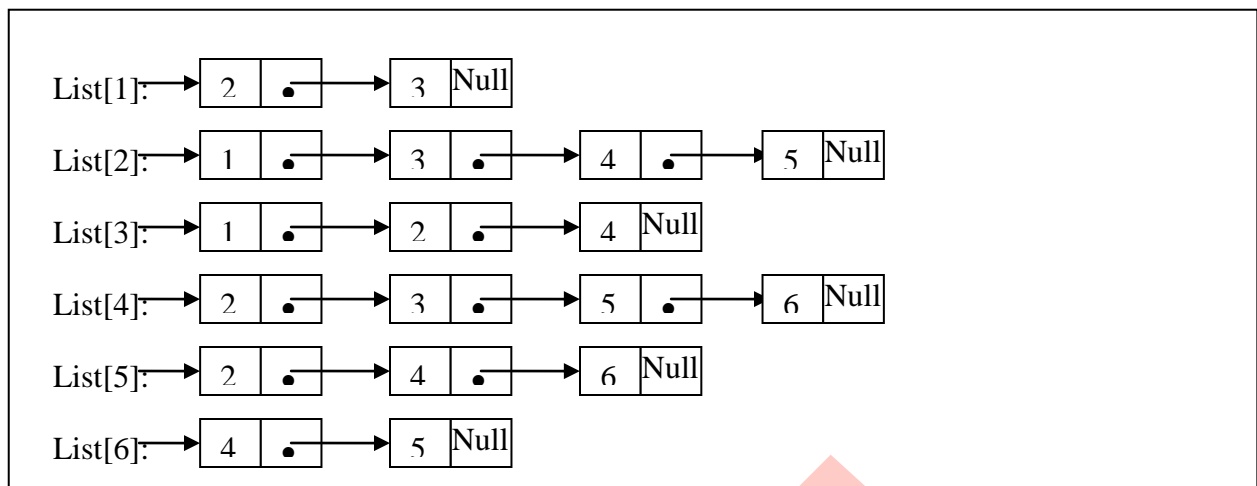 List[1]: 2 3 Null
List[2]: 1 3 4 5 Null
List[3]: 1 2 4 Null
List[4]: 2 3 5 6 Null
List[5]: 2 4 6 Null
List[6]: 4 5 Null